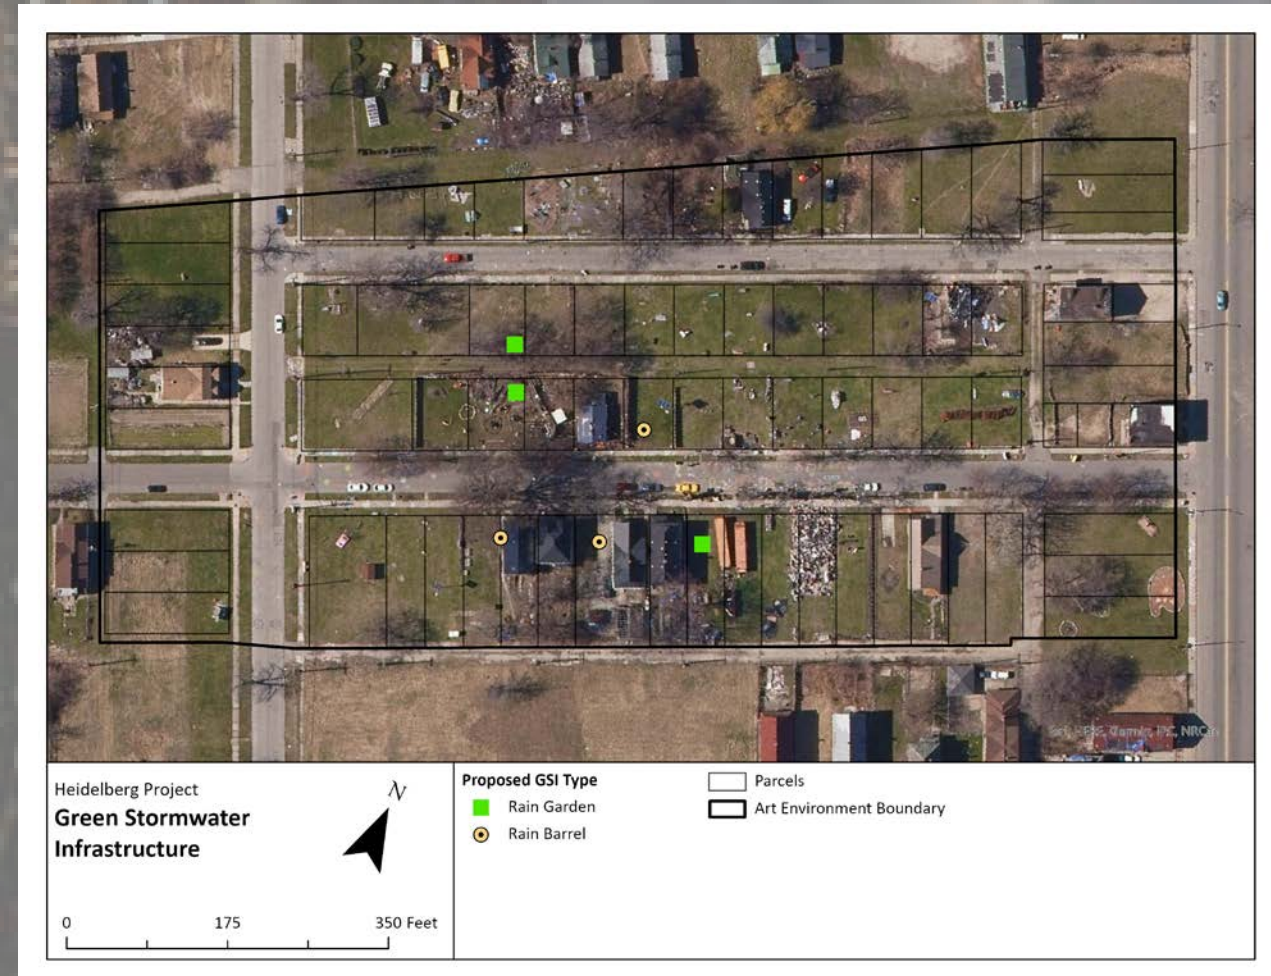 Heidelberg Project
Green Stormwater
Infrastructure
N
0 175 350 Feet
Proposed GSI Type
Rain Garden
Rain Barrel
Parcels
Art Environment Boundary